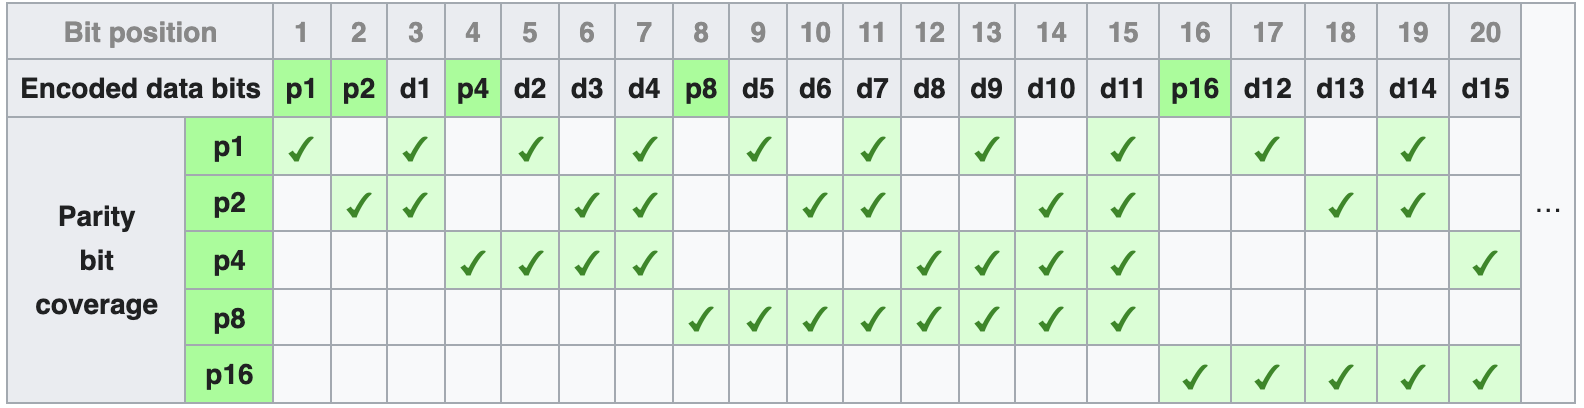 Bit position 1 2 3 4 5 6 7 8 9 10 11 12 13 14 15 16 17 18 19 20
Encoded data bits p1 p2 d1 p4 d2 d3 d4 p8 d5 d6 d7 d8 d9 d10 d11 p16 d12 d13 d14 d15
Parity
bit
coverage
p1 ✓ ✓ ✓ ✓ ✓ ✓ ✓ ✓ ✓ ✓
p2 ✓ ✓ ✓ ✓ ✓ ✓ ✓ ✓ ✓ ✓ ...
p4 ✓ ✓ ✓ ✓ ✓ ✓ ✓ ✓ ✓
p8 ✓ ✓ ✓ ✓ ✓ ✓ ✓ ✓
p16 ✓ ✓ ✓ ✓ ✓